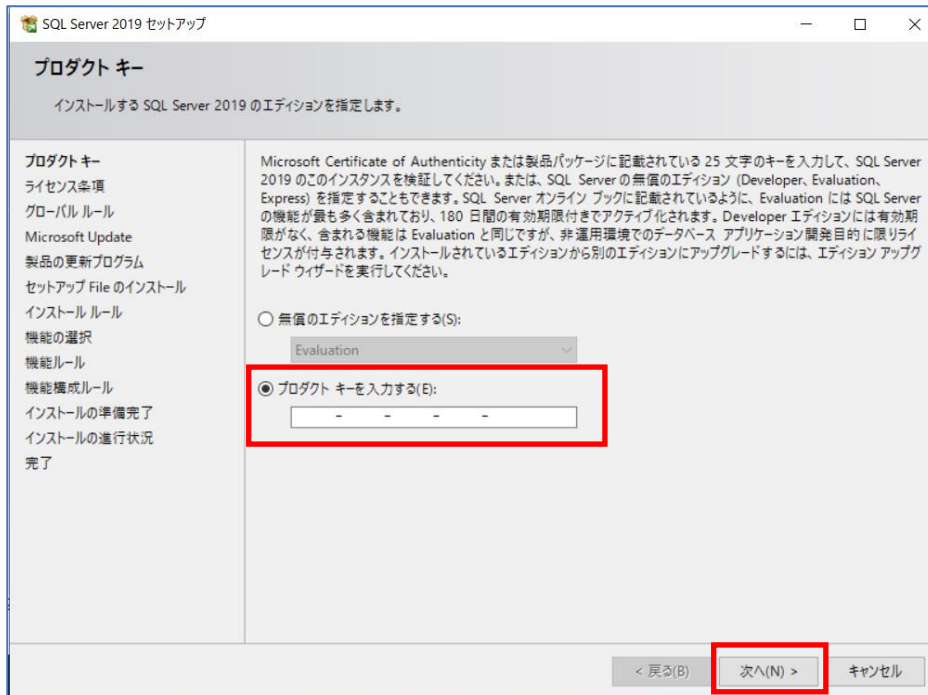 SQL Server 2019 セットアップ
プロダクト キー
インストールする SQL Server 2019 のエディションを指定します。
プロダクト キー
ライセンス条項
グローバル ルール
Microsoft Update
製品の更新プログラム
セットアップ File のインストール
インストール ルール
機能の選択
機能ルール
機能構成ルール
インストールの準備完了
インストールの進行状況
完了
Microsoft Certificate of Authenticity または製品パッケージに記載されている 25 文字のキーを入力して、SQL Server
2019 のこのインスタンスを検証してください。または、SQL Server の無償のエディション (Developer、Evaluation、
Express) を指定することもできます。SQL Server オンライン ブックに記載されているように、Evaluation には SQL Server
の機能が最も多く含まれており、180 日間の有効期限付きでアクティブ化されます。Developer エディションには有効期
限がなく、含まれる機能は Evaluation と同じですが、非運用環境でのデータベース アプリケーション開発目的に限りライ
センスが付与されます。インストールされているエディションから別のエディションにアップグレードするには、エディション アップグ
レード ウィザードを実行してください。
無償のエディションを指定する(S):
Evaluation
プロダクト キーを入力する(E):
- - - -
< 戻る(B)
次へ(N) >
キャンセル